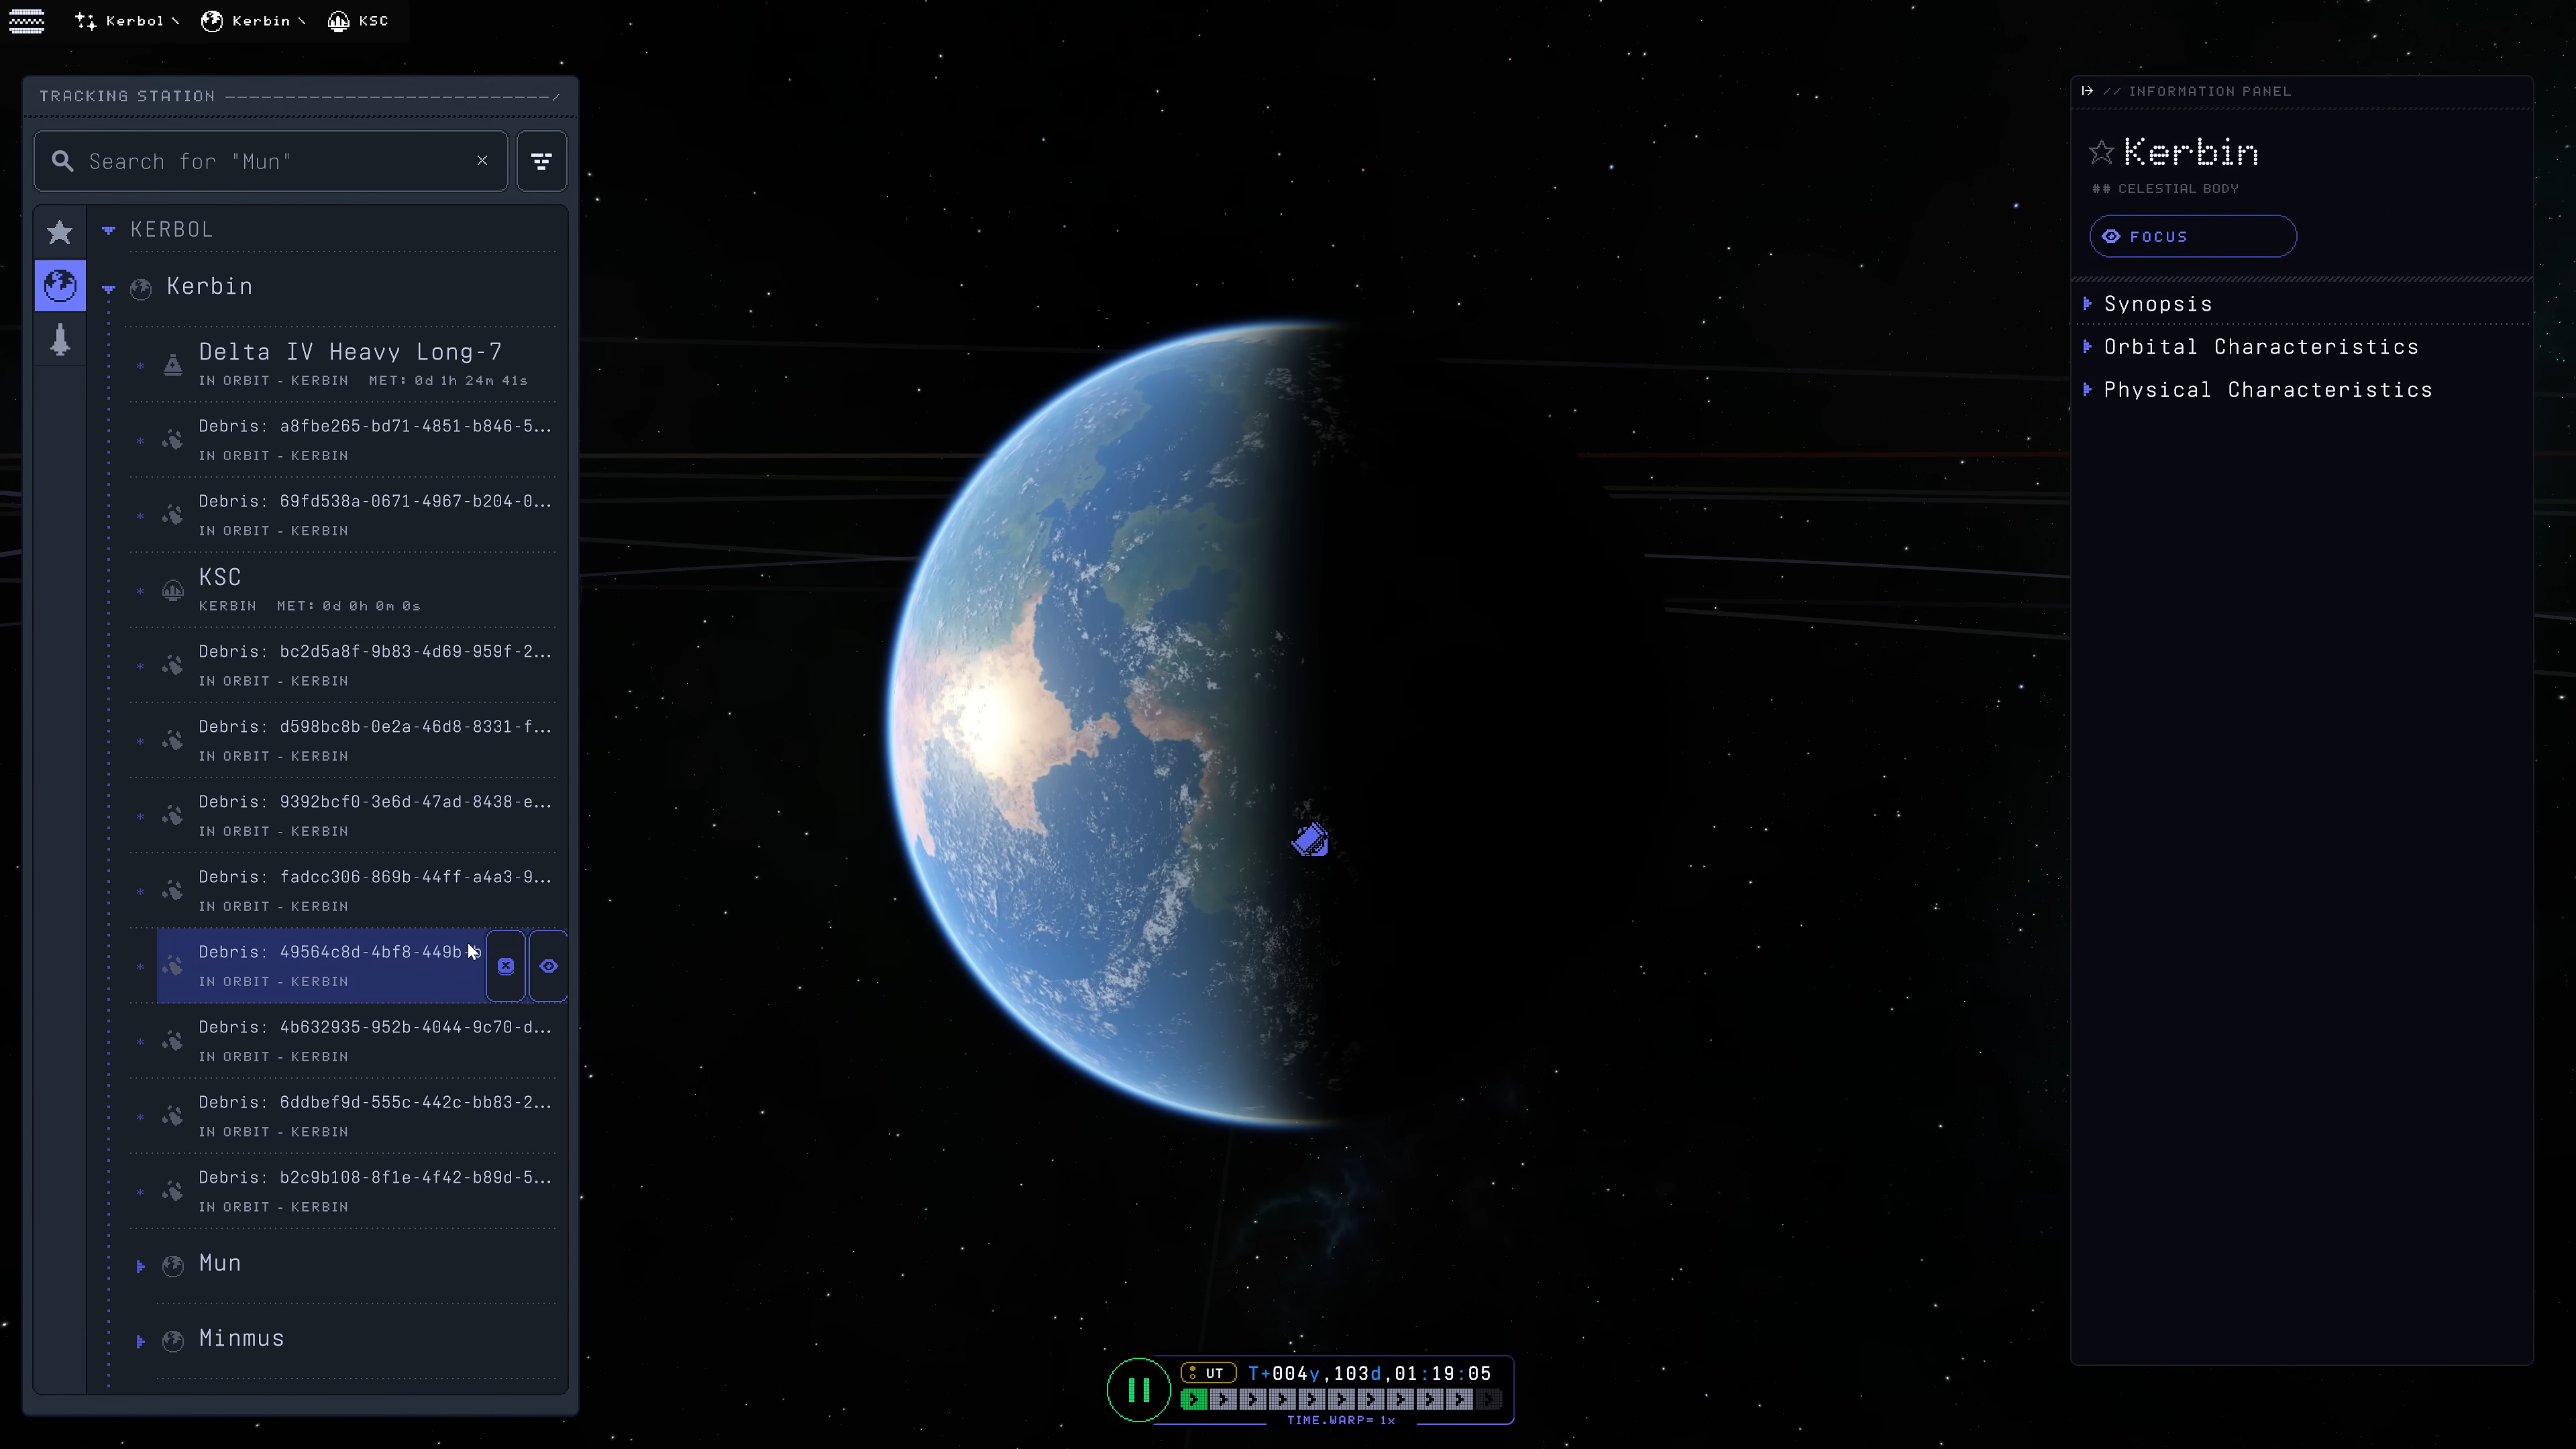 Kerbol \ Kerbin \ KSC
TRACKING STATION
Search for "Mun"
KERBOL
Kerbin
Delta IV Heavy Long-7
IN ORBIT - KERBIN MET: 0d 1h 24m 41s
Debris: a8fbe265-bd71-4851-b846-5...
IN ORBIT - KERBIN
Debris: 69fd538a-0671-4967-b204-0...
IN ORBIT - KERBIN
KSC
KERBIN MET: 0d 0h 0m 0s
Debris: bc2d5a8f-9b83-4d69-959f-2...
IN ORBIT - KERBIN
Debris: d598bc8b-0e2a-46d8-8331-f...
IN ORBIT - KERBIN
Debris: 9392bcf0-3e6d-47ad-8438-e...
IN ORBIT - KERBIN
Debris: fadcc306-869b-44ff-a4a3-9...
IN ORBIT - KERBIN
Debris: 49564c8d-4bf8-449b-
IN ORBIT - KERBIN
Debris: 4b632935-952b-4044-9c70-d...
IN ORBIT - KERBIN
Debris: 6ddbef9d-555c-442c-bb83-2...
IN ORBIT - KERBIN
Debris: b2c9b108-8f1e-4f42-b89d-5...
IN ORBIT - KERBIN
Mun
Minmus
UT T+004y,103d,01:19:05
TIME.WARP= 1x
// INFORMATION PANEL
Kerbin
## CELESTIAL BODY
FOCUS
Synopsis
Orbital Characteristics
Physical Characteristics